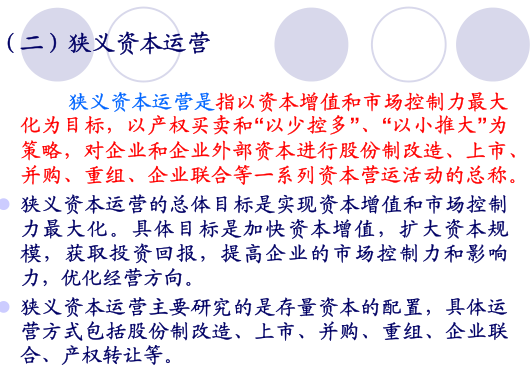 （二）狭义资本运营
狭义资本运营是指以资本增值和市场控制力最大
化为目标，以产权买卖和“以少控多”、“以小推大”为
策略，对企业和企业外部资本进行股份制改造、上市、
并购、重组、企业联合等一系列资本营运活动的总称。
狭义资本运营的总体目标是实现资本增值和市场控制
力最大化。具体目标是加快资本增值，扩大资本规
模，获取投资回报，提高企业的市场控制力和影响
力，优化经营方向。
狭义资本运营主要研究的是存量资本的配置，具体运
营方式包括股份制改造、上市、并购、重组、企业联
合、产权转让等。